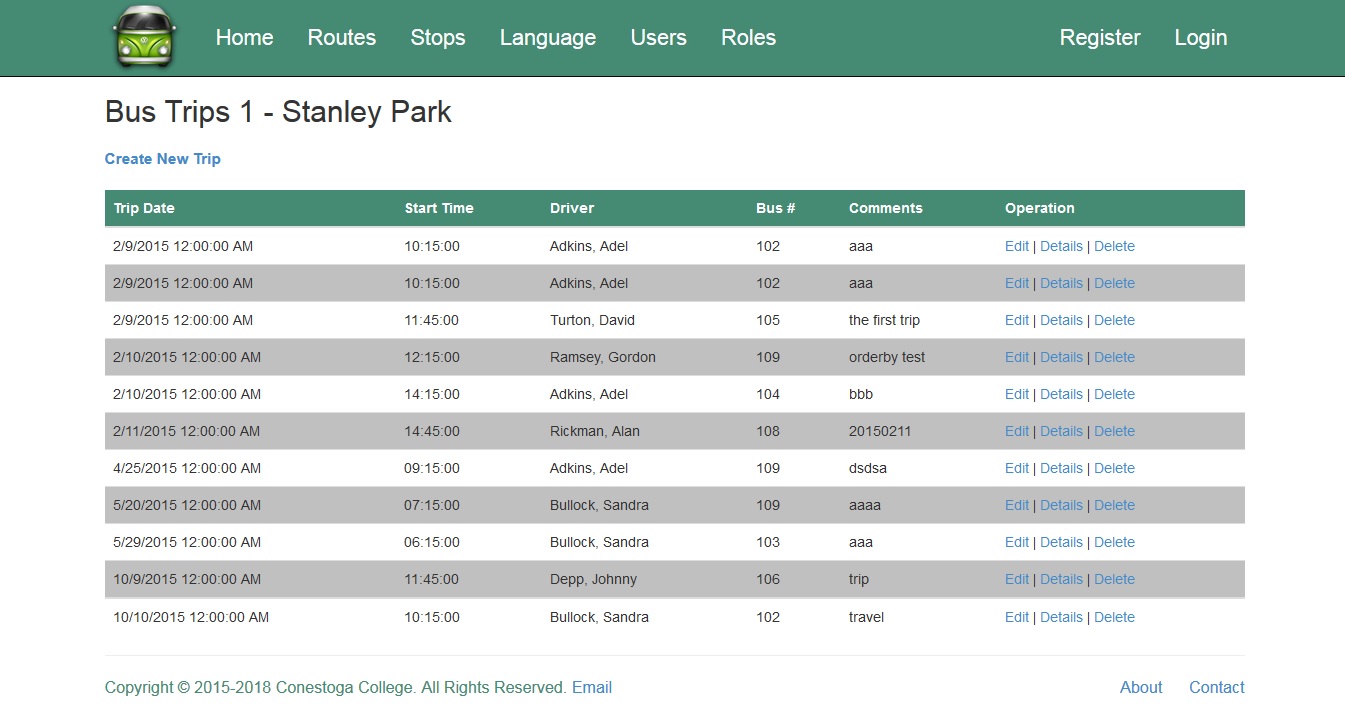 Home Routes Stops Language Users Roles Register Login
Bus Trips 1 - Stanley Park
Create New Trip
Trip Date Start Time Driver Bus # Comments Operation
2/9/2015 12:00:00 AM 10:15:00 Adkins, Adel 102 aaa Edit | Details | Delete
2/9/2015 12:00:00 AM 10:15:00 Adkins, Adel 102 aaa Edit | Details | Delete
2/9/2015 12:00:00 AM 11:45:00 Turton, David 105 the first trip Edit | Details | Delete
2/10/2015 12:00:00 AM 12:15:00 Ramsey, Gordon 109 orderby test Edit | Details | Delete
2/10/2015 12:00:00 AM 14:15:00 Adkins, Adel 104 bbb Edit | Details | Delete
2/11/2015 12:00:00 AM 14:45:00 Rickman, Alan 108 20150211 Edit | Details | Delete
4/25/2015 12:00:00 AM 09:15:00 Adkins, Adel 109 dsdsa Edit | Details | Delete
5/20/2015 12:00:00 AM 07:15:00 Bullock, Sandra 109 aaaa Edit | Details | Delete
5/29/2015 12:00:00 AM 06:15:00 Bullock, Sandra 103 aaa Edit | Details | Delete
10/9/2015 12:00:00 AM 11:45:00 Depp, Johnny 106 trip Edit | Details | Delete
10/10/2015 12:00:00 AM 10:15:00 Bullock, Sandra 102 travel Edit | Details | Delete
Copyright © 2015-2018 Conestoga College. All Rights Reserved. Email About Contact